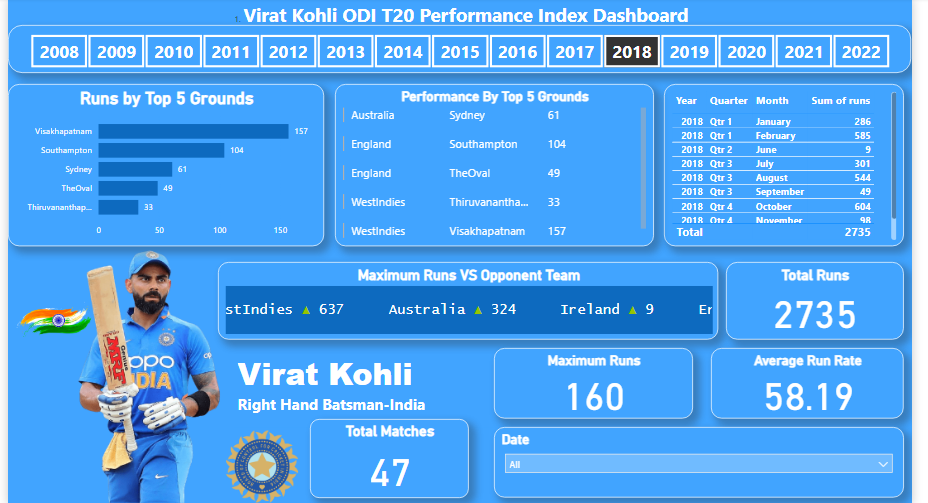 1. Virat Kohli ODI T20 Performance Index Dashboard
2008 2009 2010 2011 2012 2013 2014 2015 2016 2017 2018 2019 2020 2021 2022
Runs by Top 5 Grounds
Visakhapatnam 157
Southampton 104
Sydney 61
TheOval 49
Thiruvananthap... 33
0 50 100 150
Performance By Top 5 Grounds
Australia Sydney 61
England Southampton 104
England TheOval 49
WestIndies Thiruvanantha... 33
WestIndies Visakhapatnam 157
Year Quarter Month Sum of runs
2018 Qtr 1 January 286
2018 Qtr 1 February 585
2018 Qtr 2 June 9
2018 Qtr 3 July 301
2018 Qtr 3 August 544
2018 Qtr 3 September 49
2018 Qtr 4 October 604
2018 Qtr 4 November 98
Total 2735
Maximum Runs VS Opponent Team
stIndies ▲ 637 Australia ▲ 324 Ireland ▲ 9 Er
Total Runs
2735
MRF
oppo
INDIA
Virat Kohli
Right Hand Batsman-India
Maximum Runs
160
Average Run Rate
58.19
Total Matches
47
Date
All